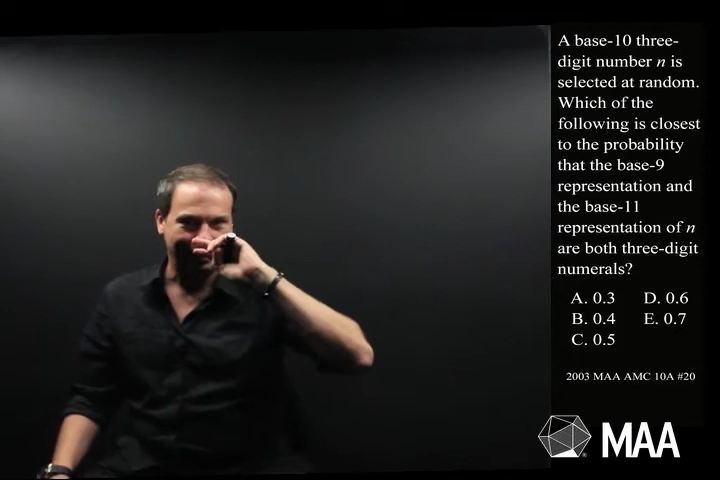 A base-10 three-
digit number n is
selected at random.
Which of the
following is closest
to the probability
that the base-9
representation and
the base-11
representation of n
are both three-digit
numerals?
A. 0.3 D. 0.6
B. 0.4 E. 0.7
C. 0.5
2003 MAA AMC 10A #20
MAA